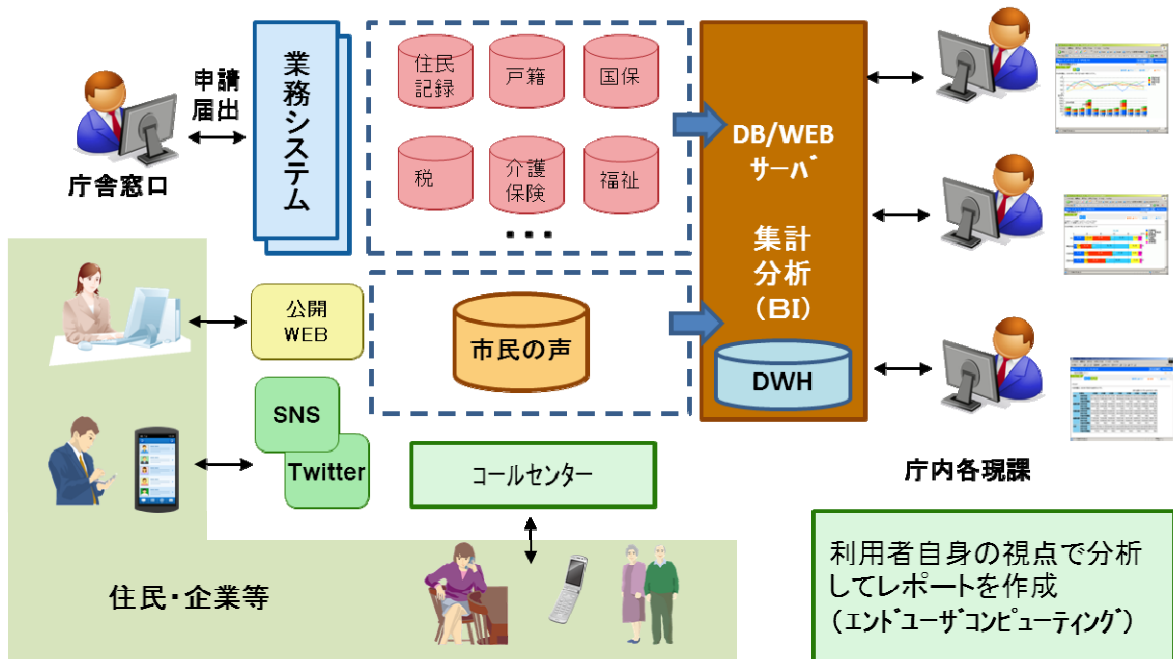 申請
届出
庁舎窓口
業務システム
住民
記録
戸籍
国保
税
介護
保険
福祉
...
DB/WEB
サーバ
集計
分析
(BI)
DWH
公開
WEB
市民の声
SNS
Twitter
コールセンター
住民・企業等
庁内各現課
利用者自身の視点で分析
してレポートを作成
(エンドユーザコンピューティング)